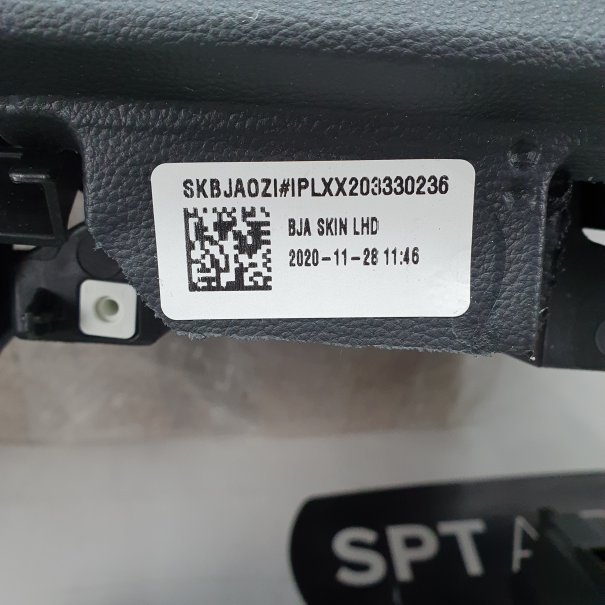 SKBJAOZI#IPLXX203330236
BJA SKIN LHD
2020-11-28 11:46
SPT